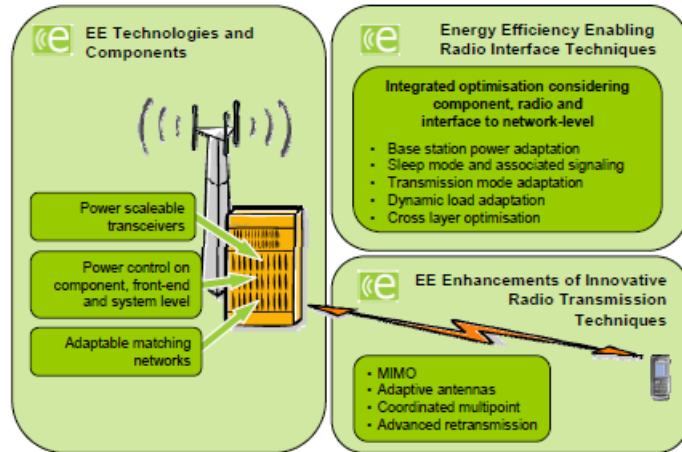 EE Technologies and
Components
Power scaleable
transceivers
Power control on
component, front-end
and system level
Adaptable matching
networks
Energy Efficiency Enabling
Radio Interface Techniques
Integrated optimisation considering
component, radio and
interface to network-level
• Base station power adaptation
• Sleep mode and associated signaling
• Transmission mode adaptation
• Dynamic load adaptation
• Cross layer optimisation
EE Enhancements of Innovative
Radio Transmission
Techniques
• MIMO
• Adaptive antennas
• Coordinated multipoint
• Advanced retransmission